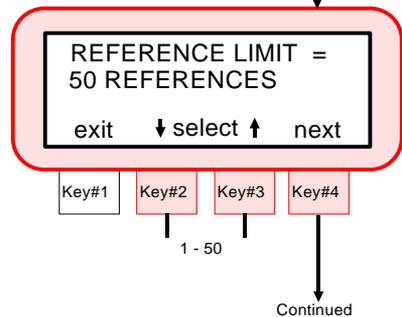 REFERENCE LIMIT =
50 REFERENCES
exit select next
Key#1 Key#2 Key#3 Key#4
1 - 50
Continued